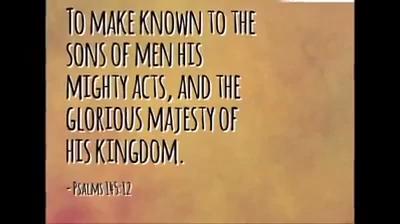 To make known to the
sons of men his
mighty acts, and the
glorious majesty of
his kingdom.
-Psalms 145:12